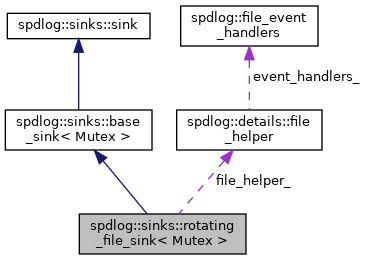 spdlog::sinks::sink
spdlog::file_event
_handlers
event_handlers_
spdlog::sinks::base
_sink< Mutex >
spdlog::details::file
_helper
file_helper_
spdlog::sinks::rotating
_file_sink< Mutex >